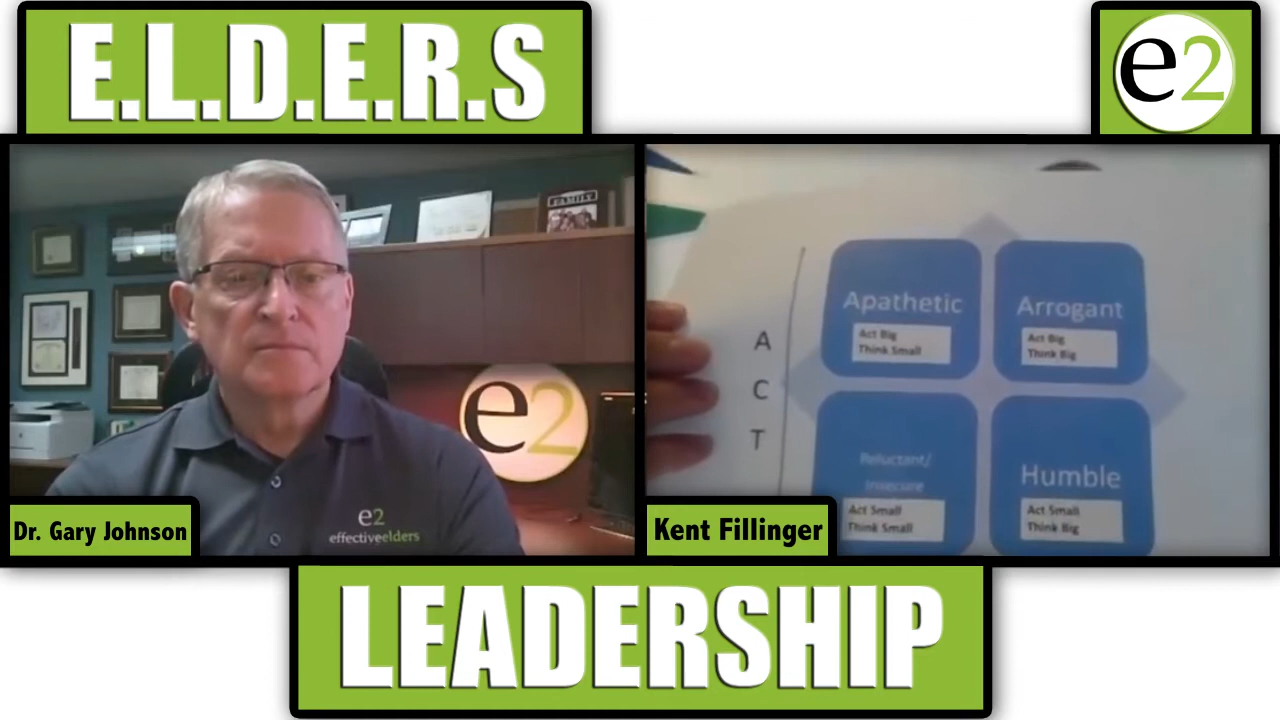 E.L.D.E.R.S
e2
FAMILY
e2
e2
effectiveelders
Dr. Gary Johnson
A
C
T
Apathetic
Act Big
Think Small
Arrogant
Act Big
Think Big
Reluctant/
Insecure
Act Small
Think Small
Humble
Act Small
Think Big
Kent Fillinger
LEADERSHIP